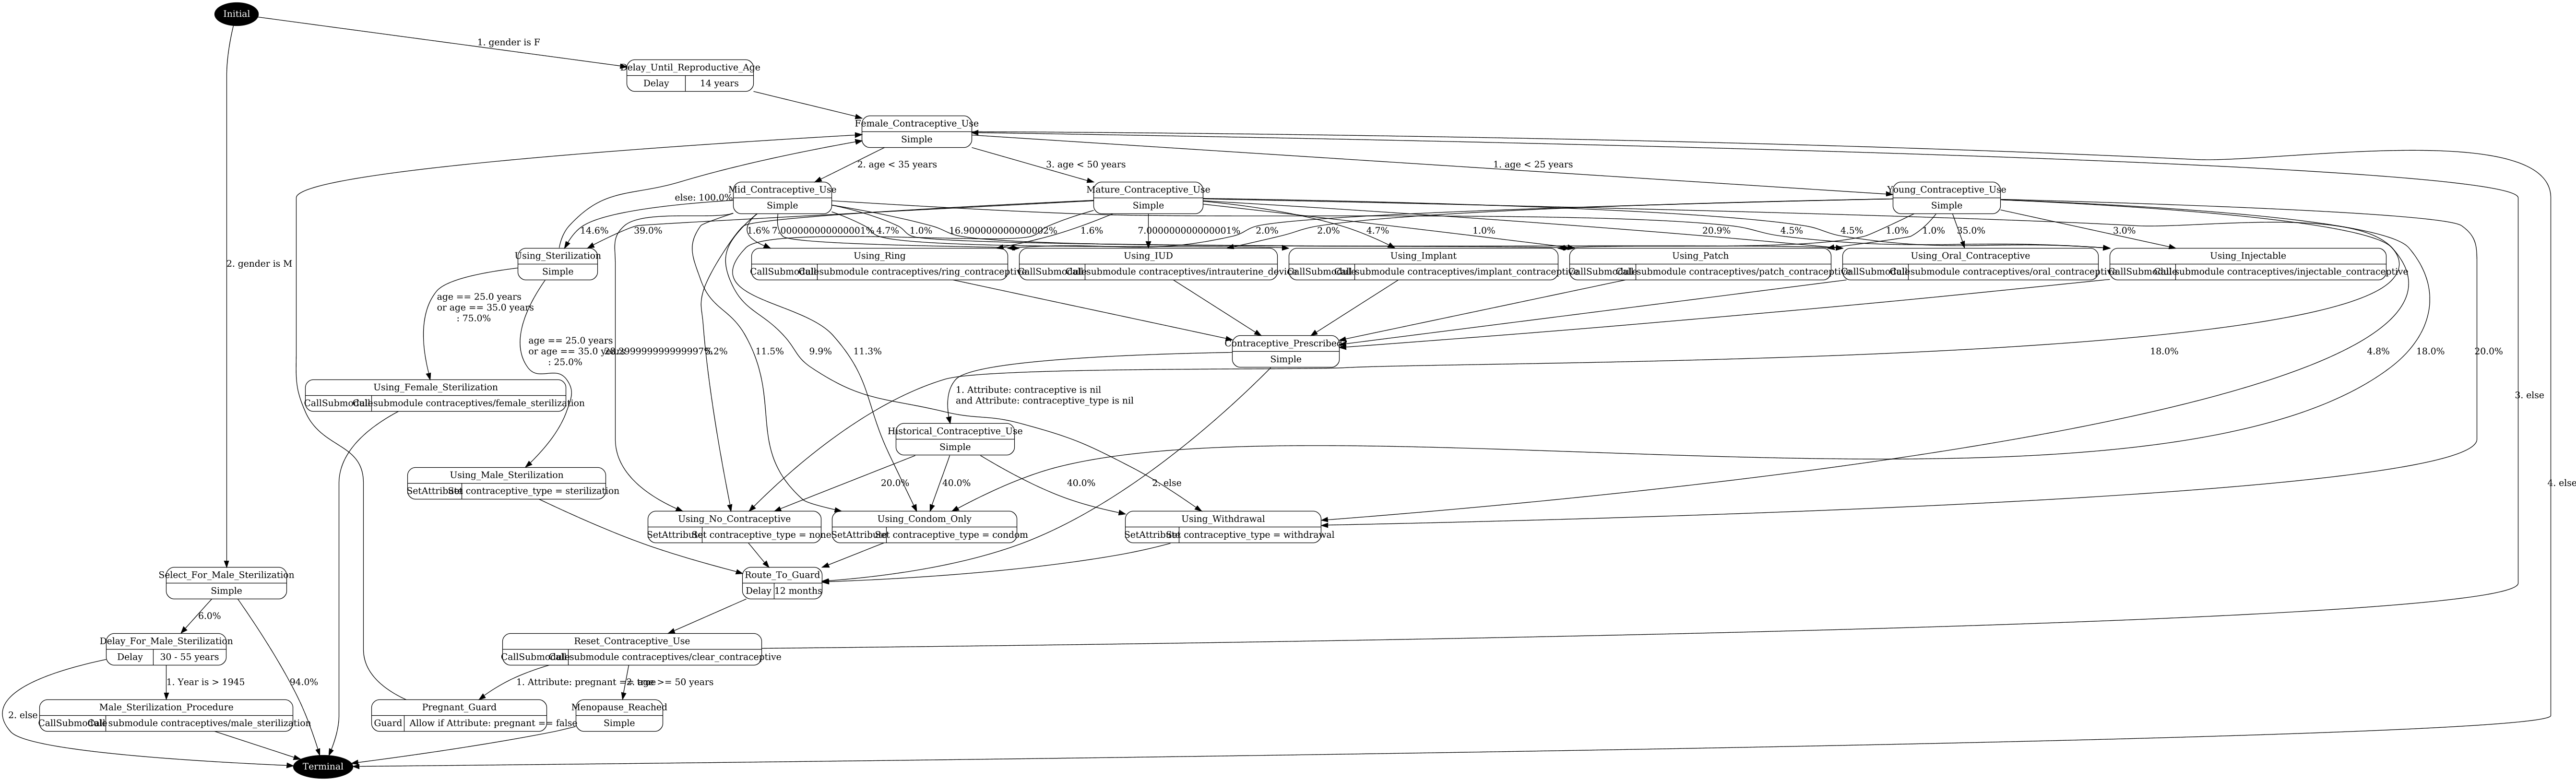 Initial
1. gender is F
Delay_Until_Reproductive_Age
Delay
14 years
Female_Contraceptive_Use
Simple
2. age < 35 years
3. age < 50 years
1. age < 25 years
Mid_Contraceptive_Use
Simple
Mature_Contraceptive_Use
Simple
Young_Contraceptive_Use
Simple
else: 100.0%
14.6%
39.0%
1.6%
7.000000000000001%
4.7%
1.0%
16.900000000000002%
1.6%
7.000000000000001%
2.0%
2.0%
4.7%
1.0%
20.9%
4.5%
4.5%
1.0%
1.0%
35.0%
3.0%
2. gender is M
Using_Sterilization
Simple
Using_Ring
CallSubmodule
Call submodule contraceptives/ring_contraceptive
Using_IUD
CallSubmodule
Call submodule contraceptives/intrauterine_device
Using_Implant
CallSubmodule
Call submodule contraceptives/implant_contraceptive
Using_Patch
CallSubmodule
Call submodule contraceptives/patch_contraceptive
Using_Oral_Contraceptive
CallSubmodule
Call submodule contraceptives/oral_contraceptive
Using_Injectable
CallSubmodule
Call submodule contraceptives/injectable_contraceptive
age == 25.0 years
or age == 35.0 years
: 75.0%
age == 25.0 years
or age == 35.0 years
: 25.0%
11.5%
9.9%
11.3%
Contraceptive_Prescribed
Simple
18.0%
4.8%
18.0%
20.0%
Using_Female_Sterilization
CallSubmodule
Call submodule contraceptives/female_sterilization
1. Attribute: contraceptive is nil
and Attribute: contraceptive_type is nil
3. else
Historical_Contraceptive_Use
Simple
Using_Male_Sterilization
SetAttribute
Set contraceptive_type = sterilization
20.0%
40.0%
40.0%
2. else
4. else
Using_No_Contraceptive
SetAttribute
Set contraceptive_type = none
Using_Condom_Only
SetAttribute
Set contraceptive_type = condom
Using_Withdrawal
SetAttribute
Set contraceptive_type = withdrawal
Select_For_Male_Sterilization
Simple
Route_To_Guard
Delay
12 months
6.0%
Delay_For_Male_Sterilization
Delay
30 - 55 years
Reset_Contraceptive_Use
CallSubmodule
Call submodule contraceptives/clear_contraceptive
1. Year is > 1945
94.0%
1. Attribute: pregnant == true
2. age >= 50 years
2. else
Male_Sterilization_Procedure
CallSubmodule
Call submodule contraceptives/male_sterilization
Pregnant_Guard
Guard
Allow if Attribute: pregnant == false
Menopause_Reached
Simple
Terminal